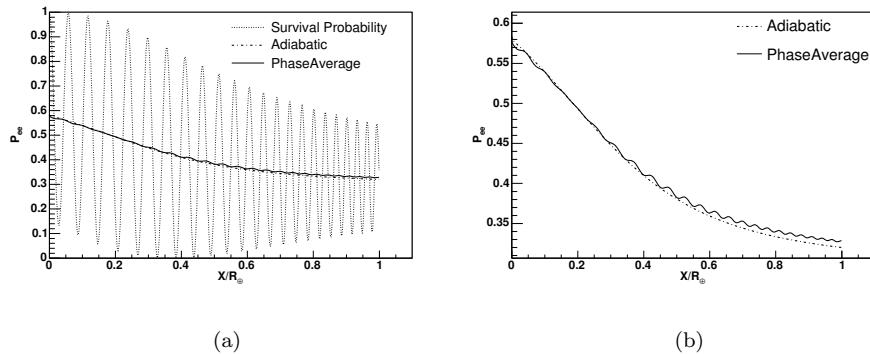 1
0.9
0.8
0.7
0.6
0.5
0.4
0.3
0.2
0.1
0
P_ee
Survival Probability
Adiabatic
PhaseAverage
0 0.2 0.4 0.6 0.8 1
X/R⊕
(a)
0.6
0.55
0.5
0.45
0.4
0.35
P_ee
Adiabatic
PhaseAverage
0 0.2 0.4 0.6 0.8 1
X/R⊕
(b)